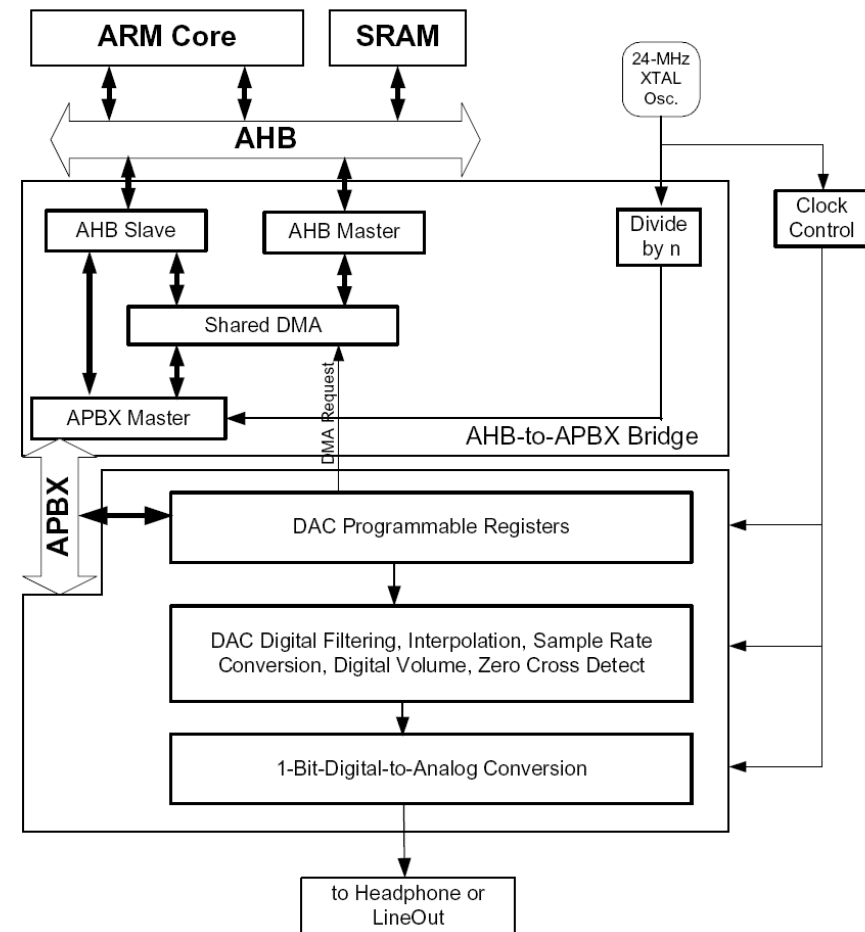 ARM Core
SRAM
24-MHz
XTAL
Osc.
AHB
AHB Slave
AHB Master
Divide
by n
Clock
Control
Shared DMA
DMA Request
APBX Master
AHB-to-APBX Bridge
APBX
DAC Programmable Registers
DAC Digital Filtering, Interpolation, Sample Rate
Conversion, Digital Volume, Zero Cross Detect
1-Bit-Digital-to-Analog Conversion
to Headphone or
LineOut